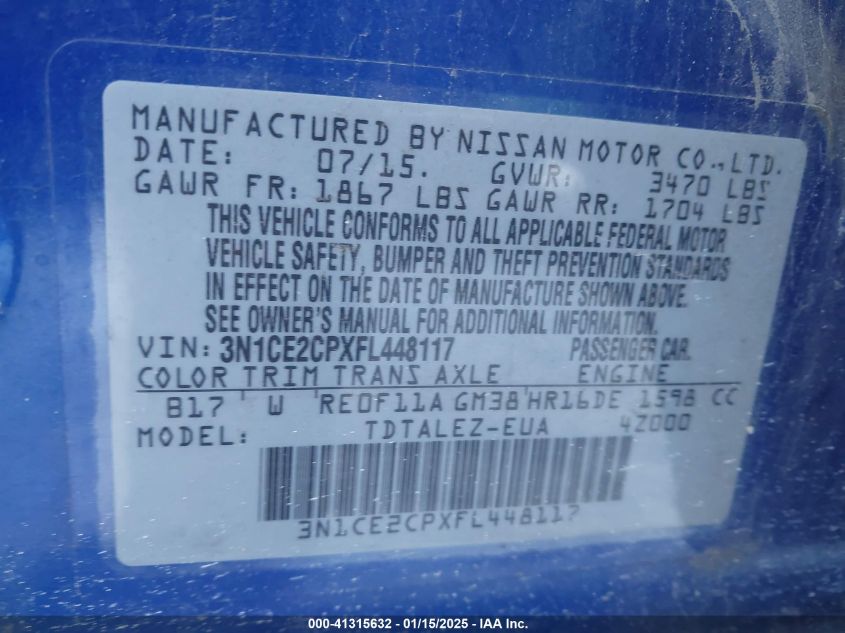 MANUFACTURED BY NISSAN MOTOR CO.,LTD.
DATE: 07/15. GVWR: 3470 LBS
GAWR FR: 1867 LBS GAWR RR: 1704 LBS
THIS VEHICLE CONFORMS TO ALL APPLICABLE FEDERAL MOTOR
VEHICLE SAFETY, BUMPER AND THEFT PREVENTION STANDARDS
IN EFFECT ON THE DATE OF MANUFACTURE SHOWN ABOVE.
SEE OWNER'S MANUAL FOR ADDITIONAL INFORMATION.
VIN: 3N1CE2CPXFL448117 PASSENGER CAR.
COLOR TRIM TRANS AXLE ENGINE
B17 ' W ' RE0F11A GM38 ' HR16DE 1598 CC
MODEL: TDTALEZ-EUA 4Z000
3N1CE2CPXFL448117
000-41315632 - 01/15/2025 - IAA Inc.